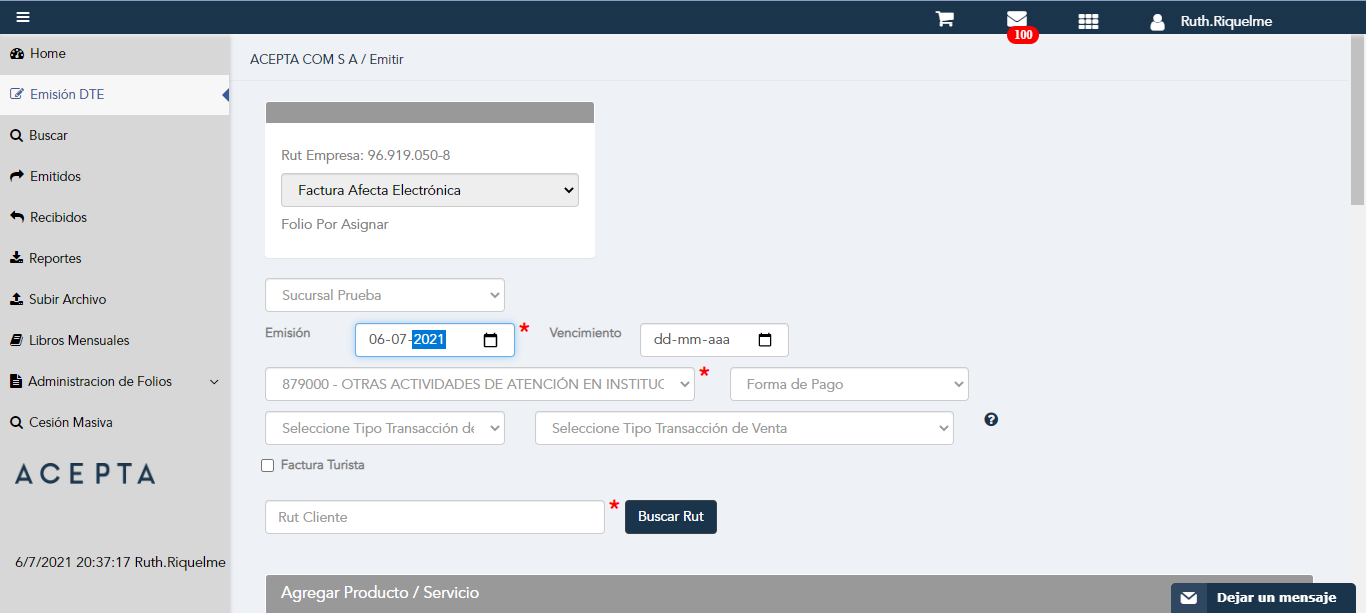 100
Ruth.Riquelme
Home
Emisión DTE
Buscar
Emitidos
Recibidos
Reportes
Subir Archivo
Libros Mensuales
Administracion de Folios
Cesión Masiva
ACEPTA
6/7/2021 20:37:17 Ruth.Riquelme
ACEPTA COM S A / Emitir
Rut Empresa: 96.919.050-8
Factura Afecta Electrónica
Folio Por Asignar
Sucursal Prueba
Emisión 06-07-2021 * Vencimiento dd-mm-aaa
879000 - OTRAS ACTIVIDADES DE ATENCIÓN EN INSTITUC * Forma de Pago
Seleccione Tipo Transacción de Seleccione Tipo Transacción de Venta ?
Factura Turista
Rut Cliente * Buscar Rut
Agregar Producto / Servicio
Dejar un mensaje